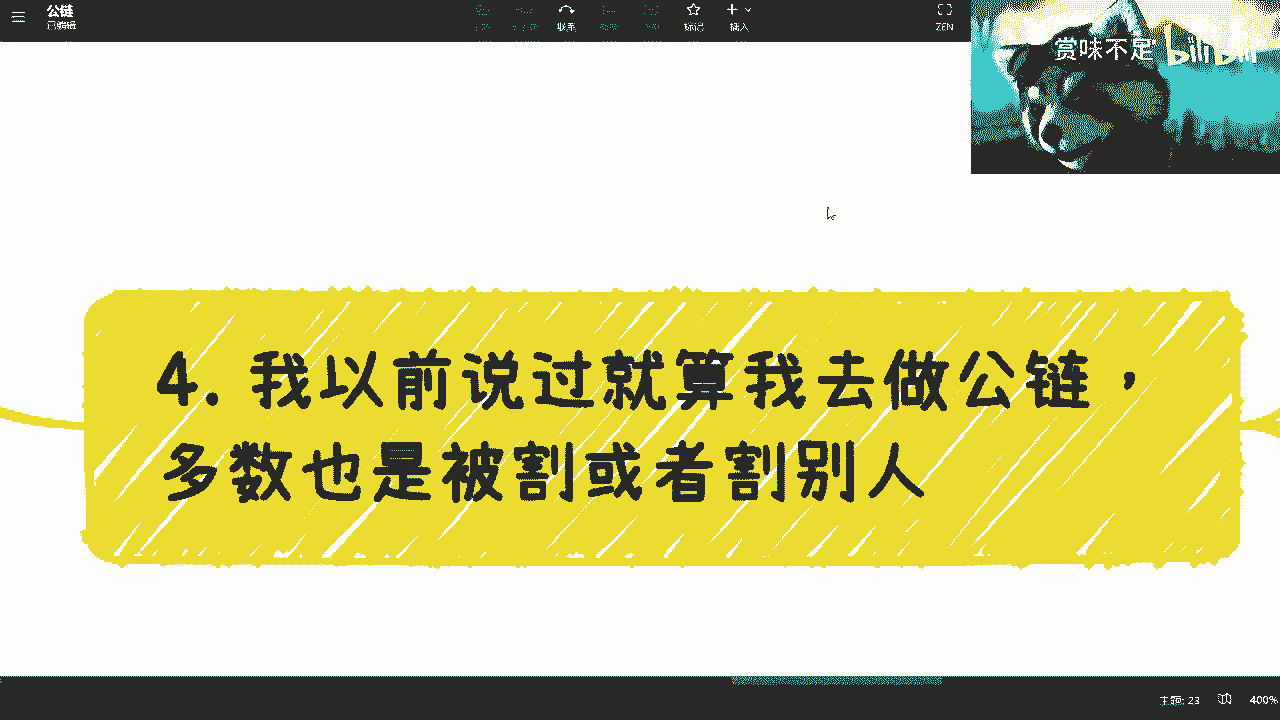 公链
已编辑
联系
标记
插入
ZEN
赏味不足 bilibili
4. 我以前说过就算我去做公链，
多数也是被割或者割别人
主题: 23
400%